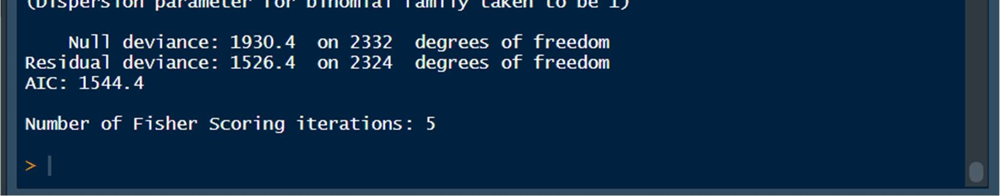 (Dispersion parameter for binomial family taken to be 1)
Null deviance: 1930.4 on 2332 degrees of freedom
Residual deviance: 1526.4 on 2324 degrees of freedom
AIC: 1544.4
Number of Fisher Scoring iterations: 5
>